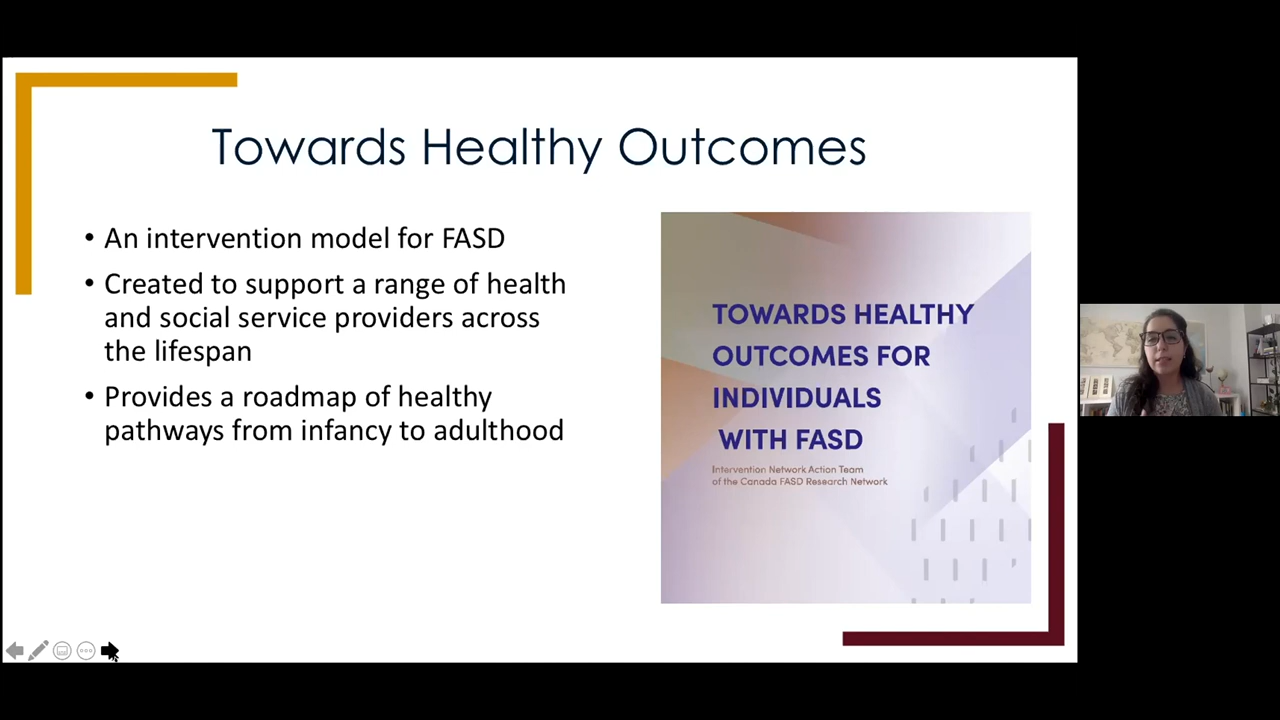 Towards Healthy Outcomes
• An intervention model for FASD
• Created to support a range of health
and social service providers across
the lifespan
• Provides a roadmap of healthy
pathways from infancy to adulthood
TOWARDS HEALTHY
OUTCOMES FOR
INDIVIDUALS
WITH FASD
Intervention Network Action Team
of the Canada FASD Research Network